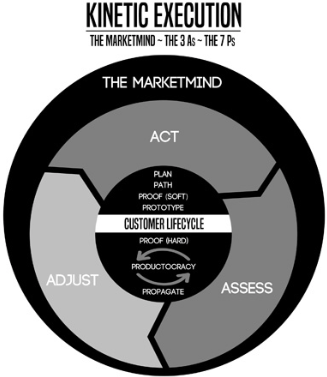 KINETIC EXECUTION
THE MARKETMIND ~ THE 3 As ~ THE 7 Ps
THE MARKETMIND
ACT
PLAN
PATH
PROOF (SOFT)
PROTOTYPE
CUSTOMER LIFECYCLE
PROOF (HARD)
PRODUCTOCRACY
PROPAGATE
ADJUST
ASSESS